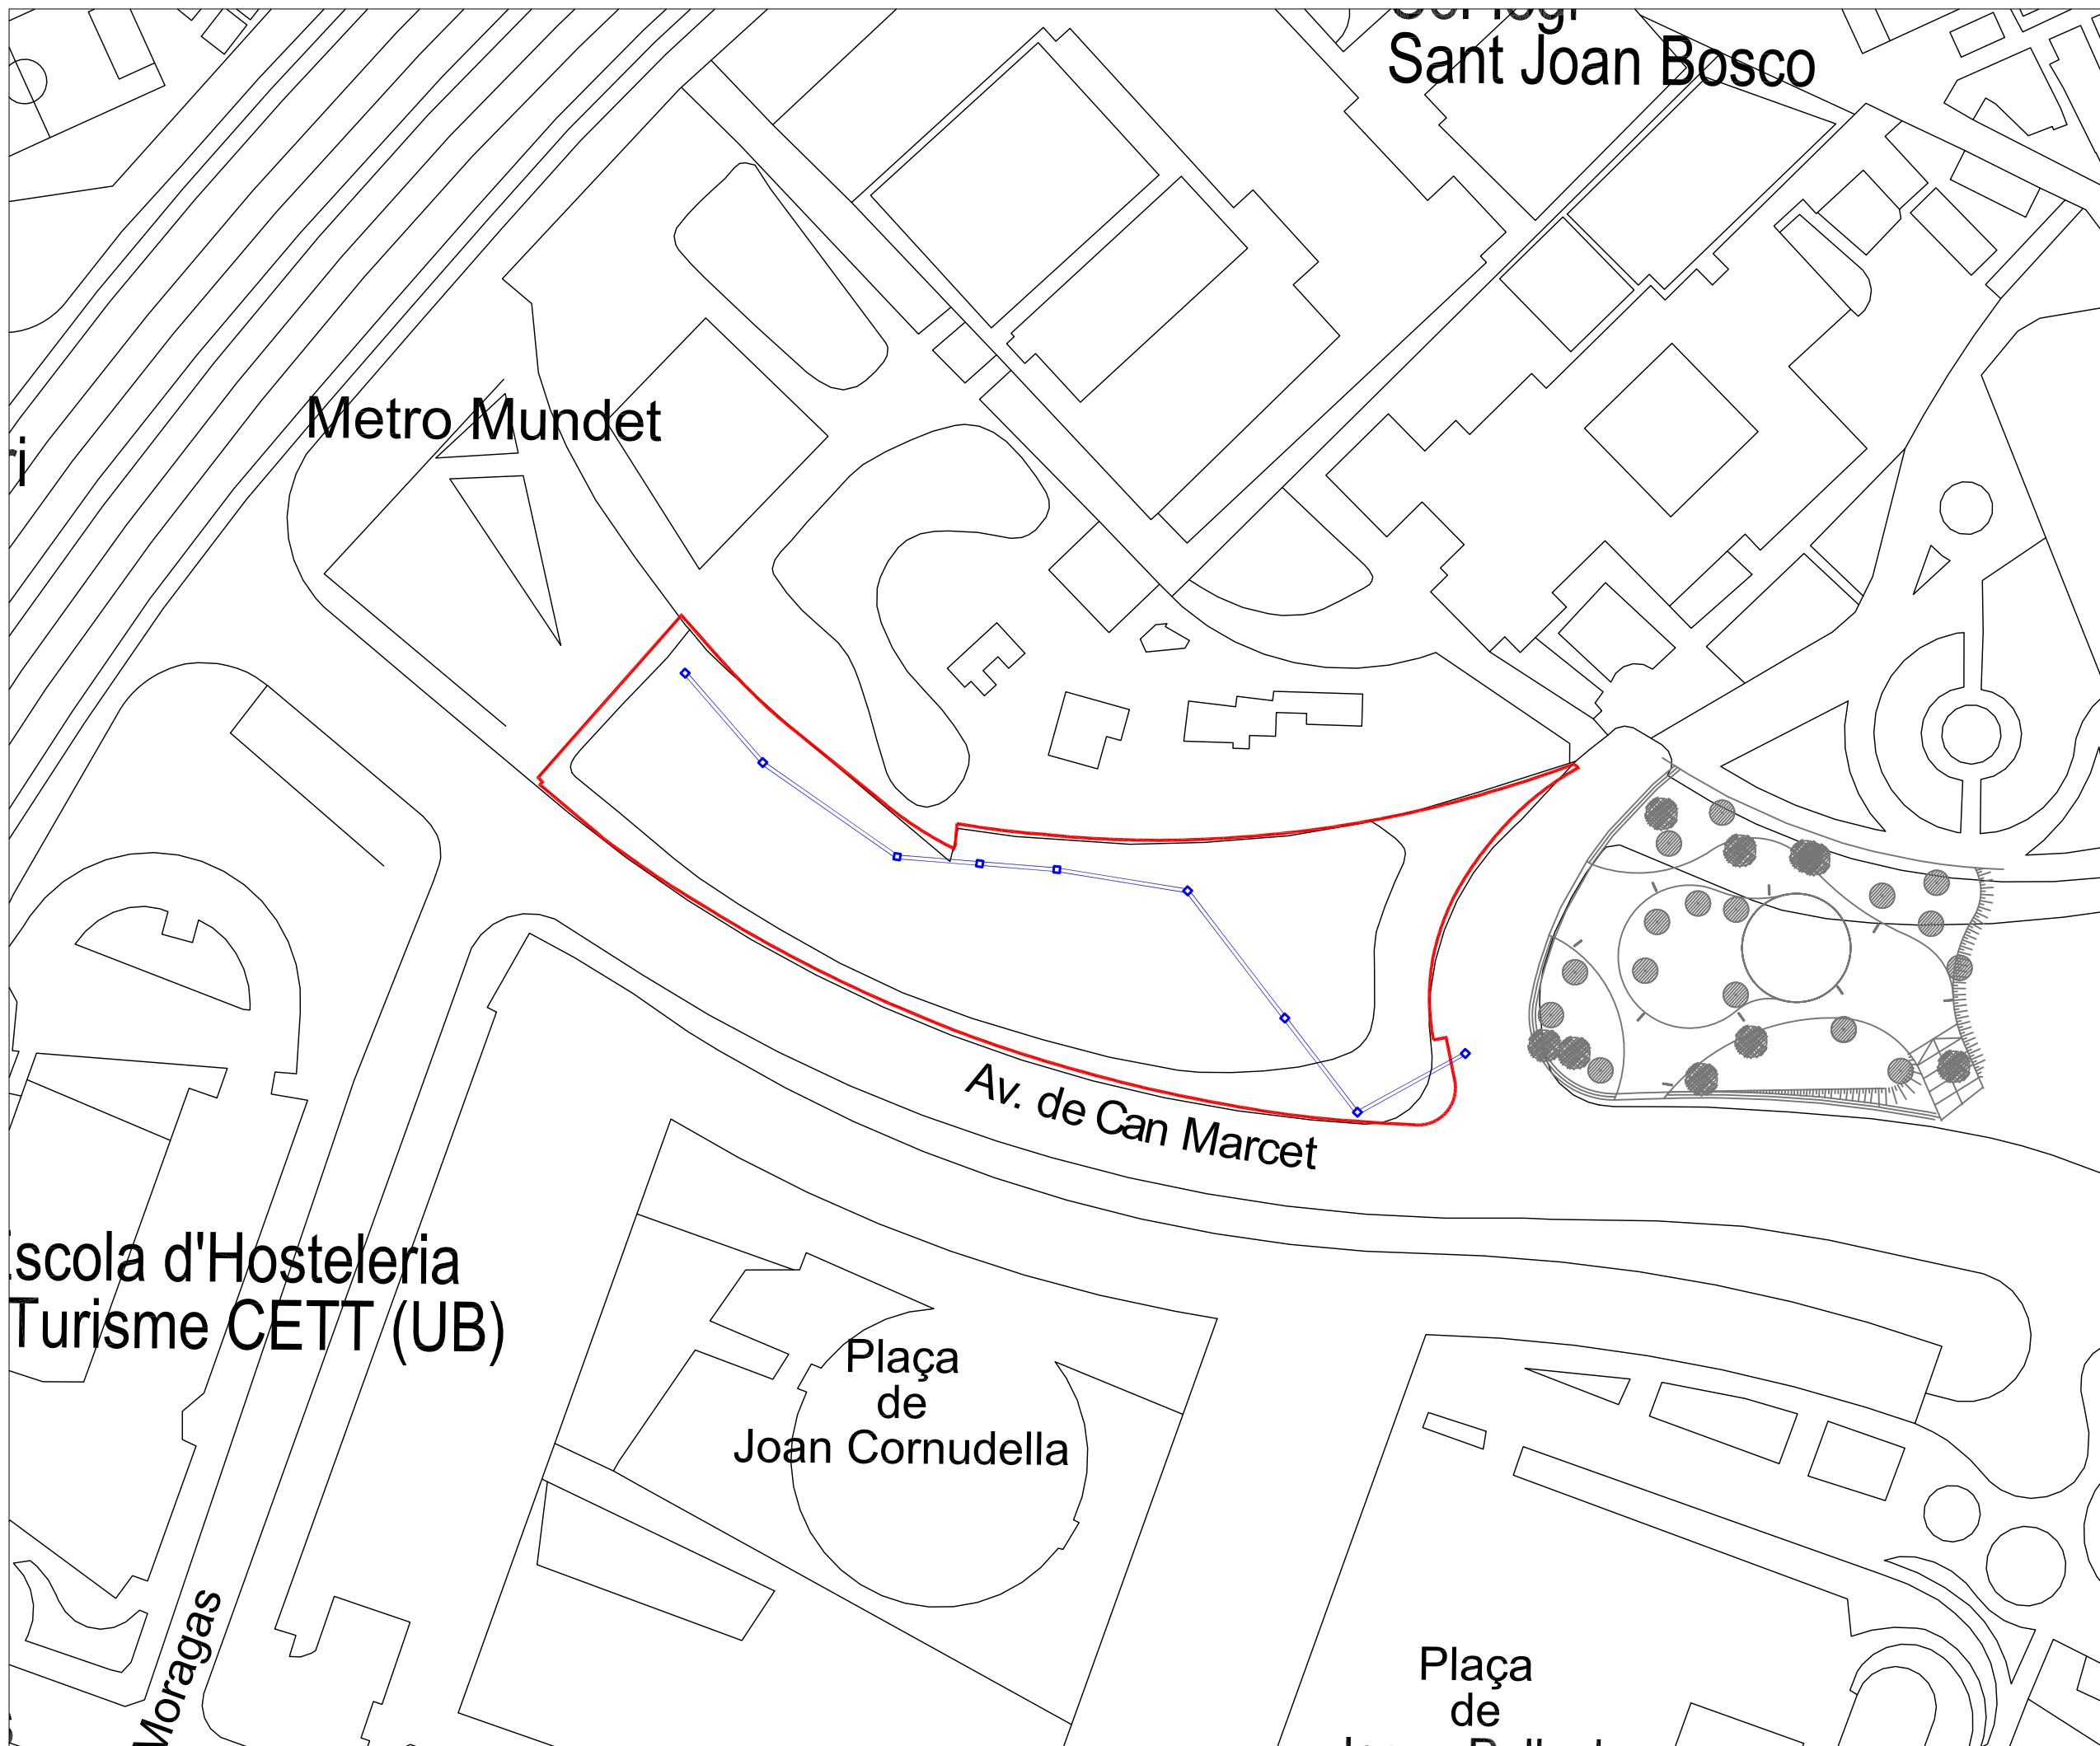 Sant Joan Bosco
Metro Mundet
ri
Av. de Can Marcet
scola d'Hosteleria
Turisme CETT (UB)
Plaça
de
Joan Cornudella
Moragas
Plaça
de